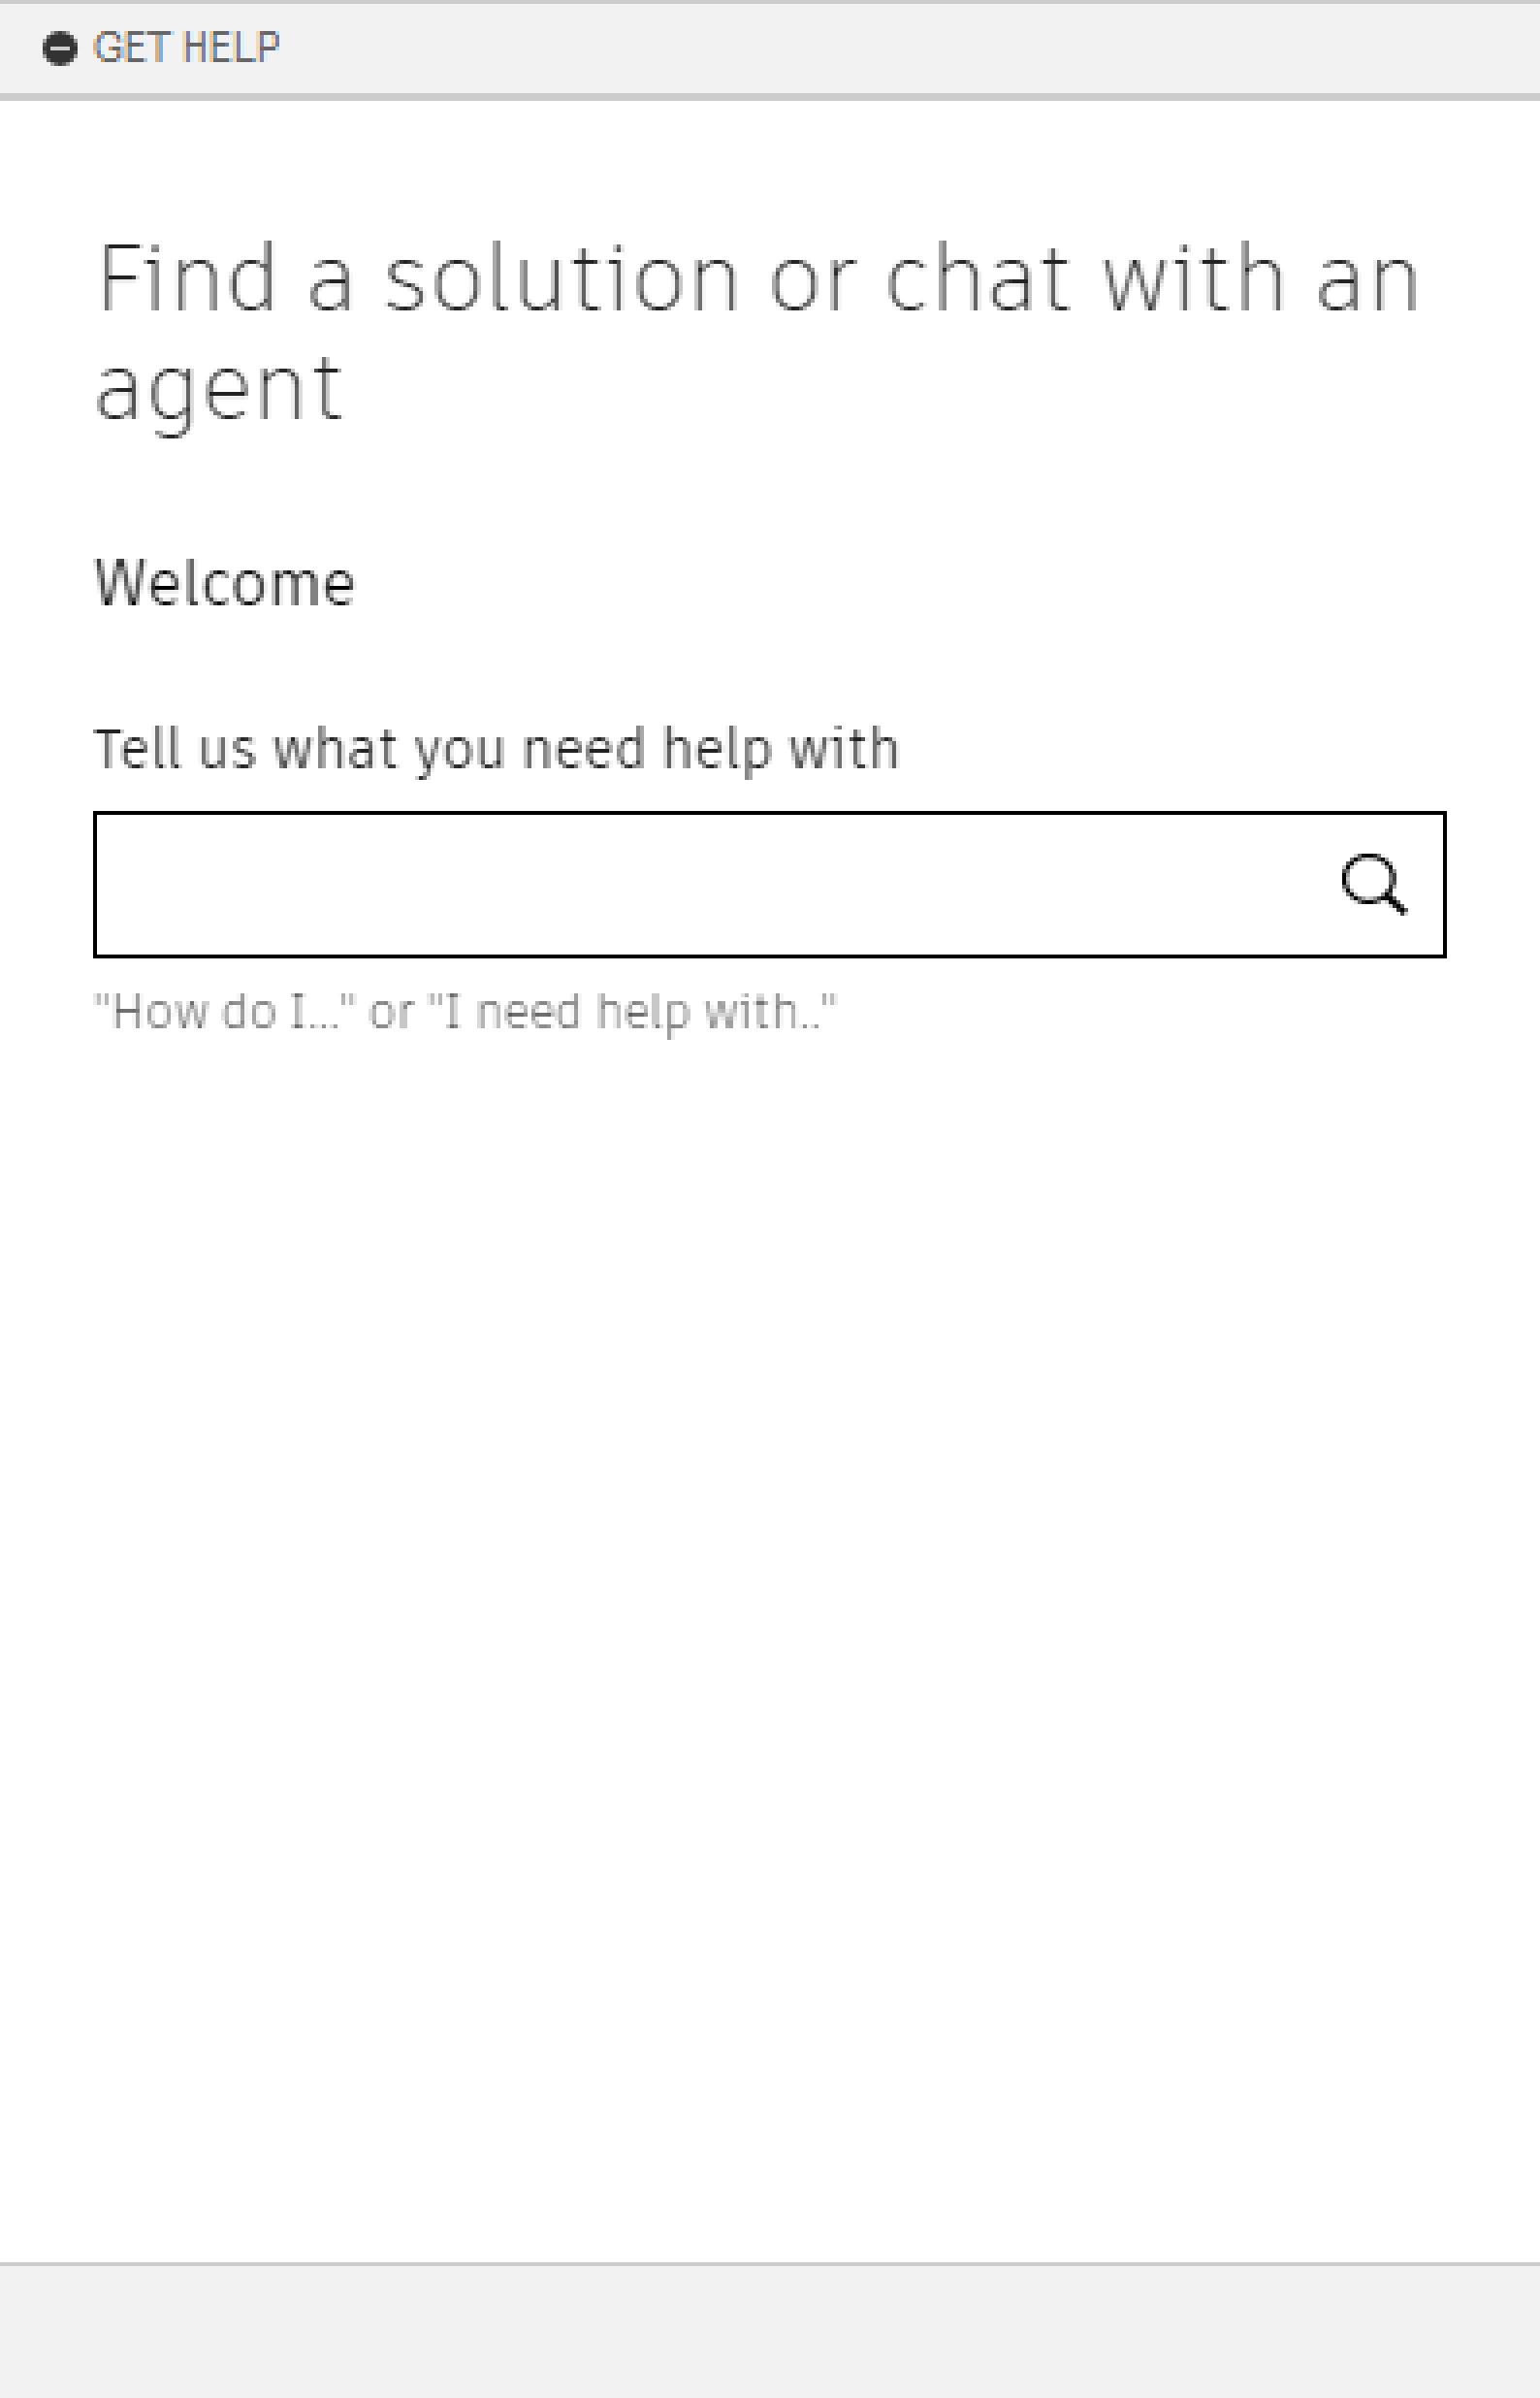 GET HELP
Find a solution or chat with an
agent
Welcome
Tell us what you need help with
"How do I..." or "I need help with.."